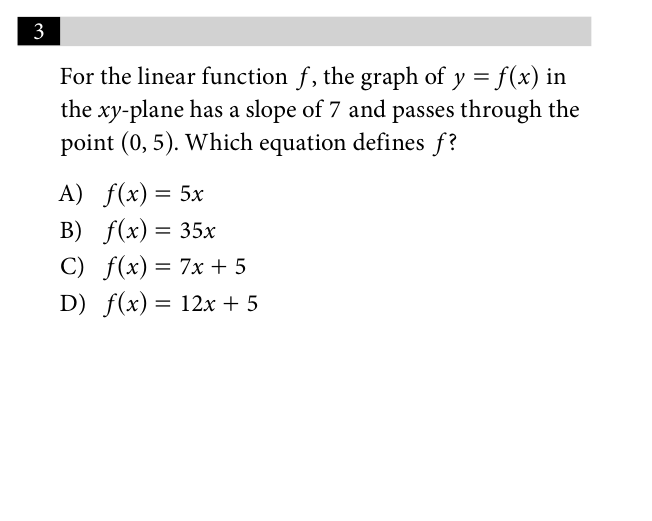 3
For the linear function f, the graph of y = f(x) in
the xy-plane has a slope of 7 and passes through the
point (0, 5). Which equation defines f?
A) f(x) = 5x
B) f(x) = 35x
C) f(x) = 7x + 5
D) f(x) = 12x + 5